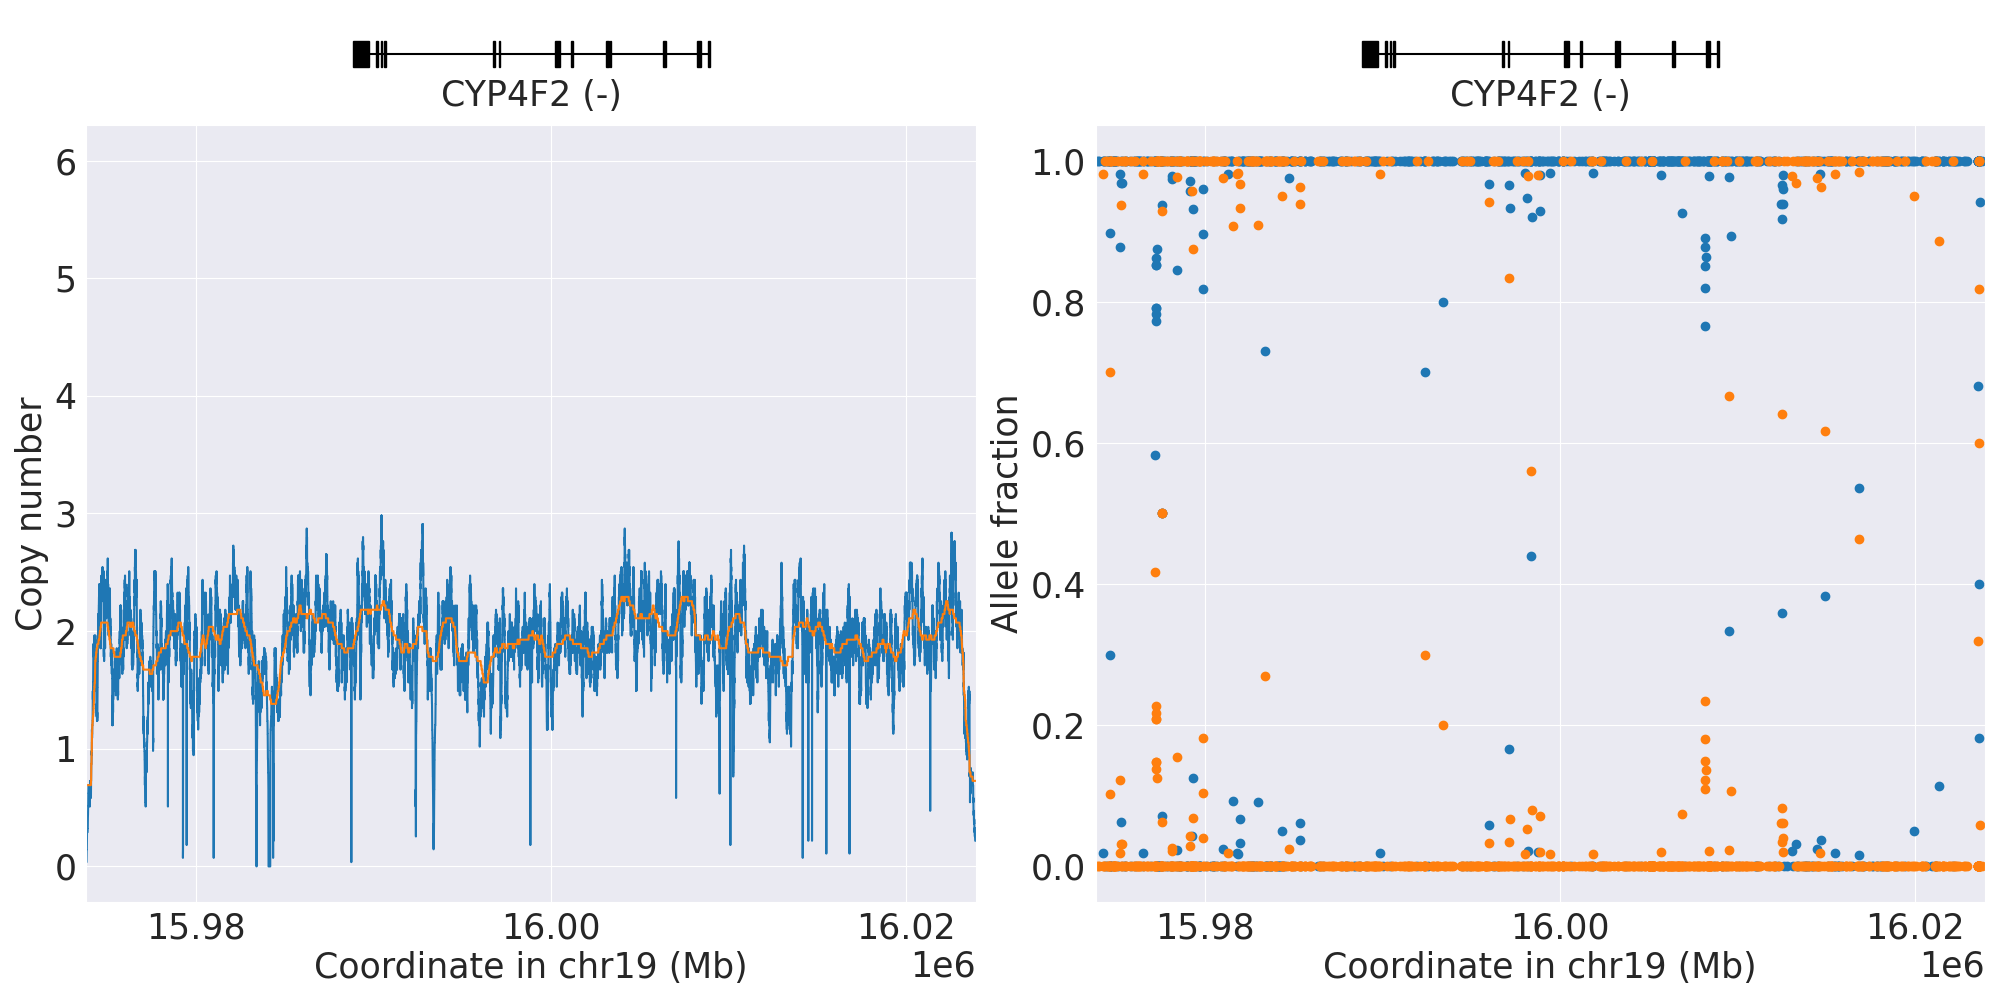 CYP4F2 (-)
6
5
4
3
2
1
0
Copy number
15.98
16.00
16.02
Coordinate in chr19 (Mb)
1e6
CYP4F2 (-)
1.0
0.8
0.6
0.4
0.2
0.0
Allele fraction
15.98
16.00
16.02
Coordinate in chr19 (Mb)
1e6